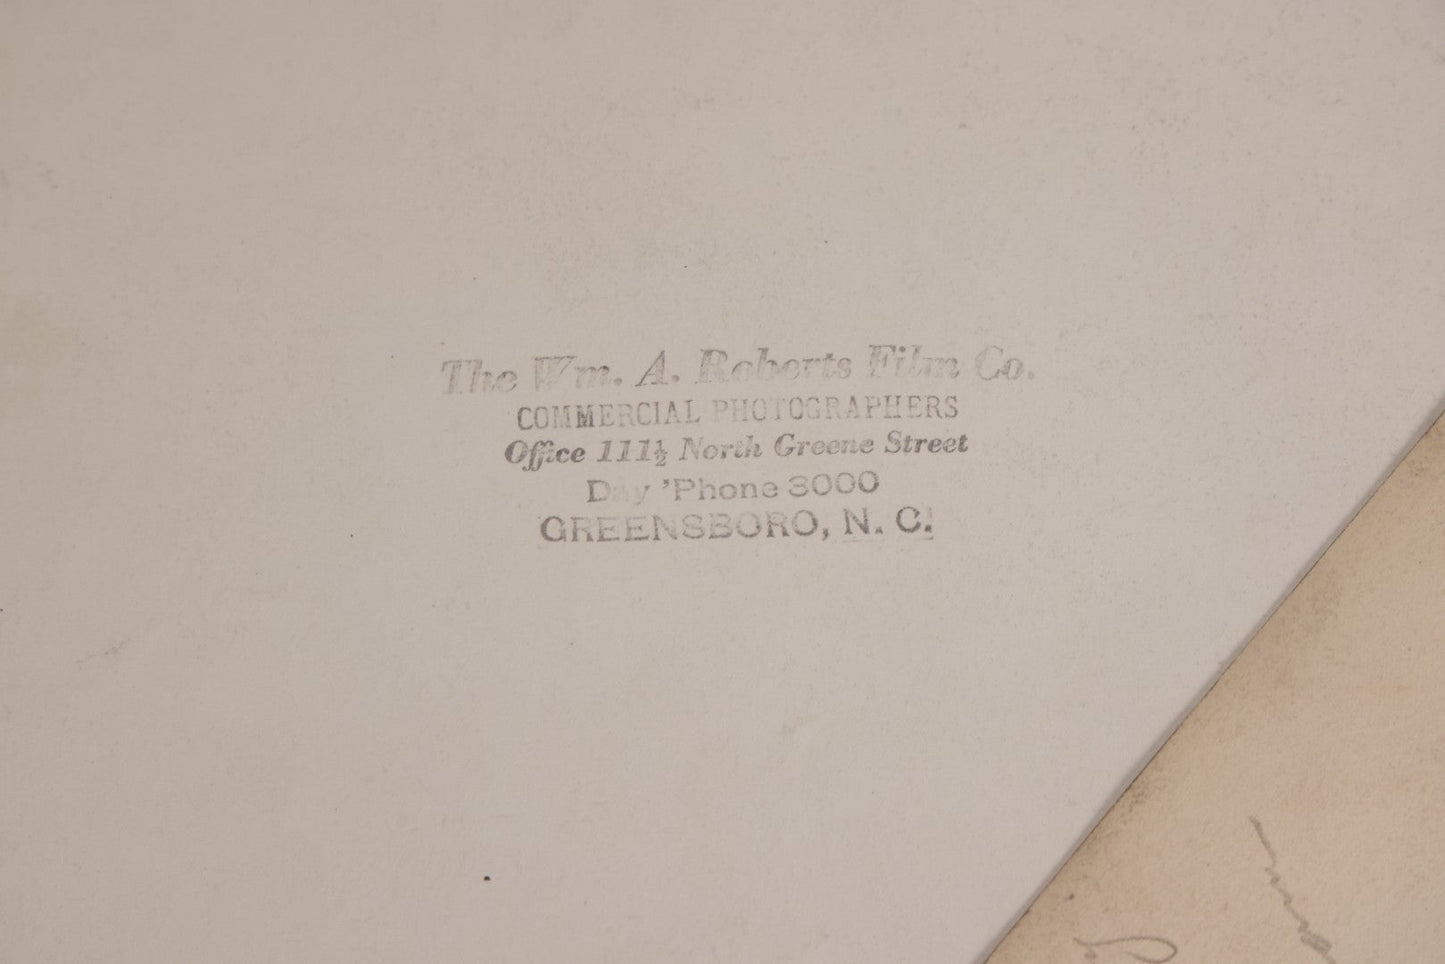 The Wm. A. Roberts Film Co.
COMMERCIAL PHOTOGRAPHERS
Office 111½ North Greene Street
Day 'Phone 3000
GREENSBORO, N. C.